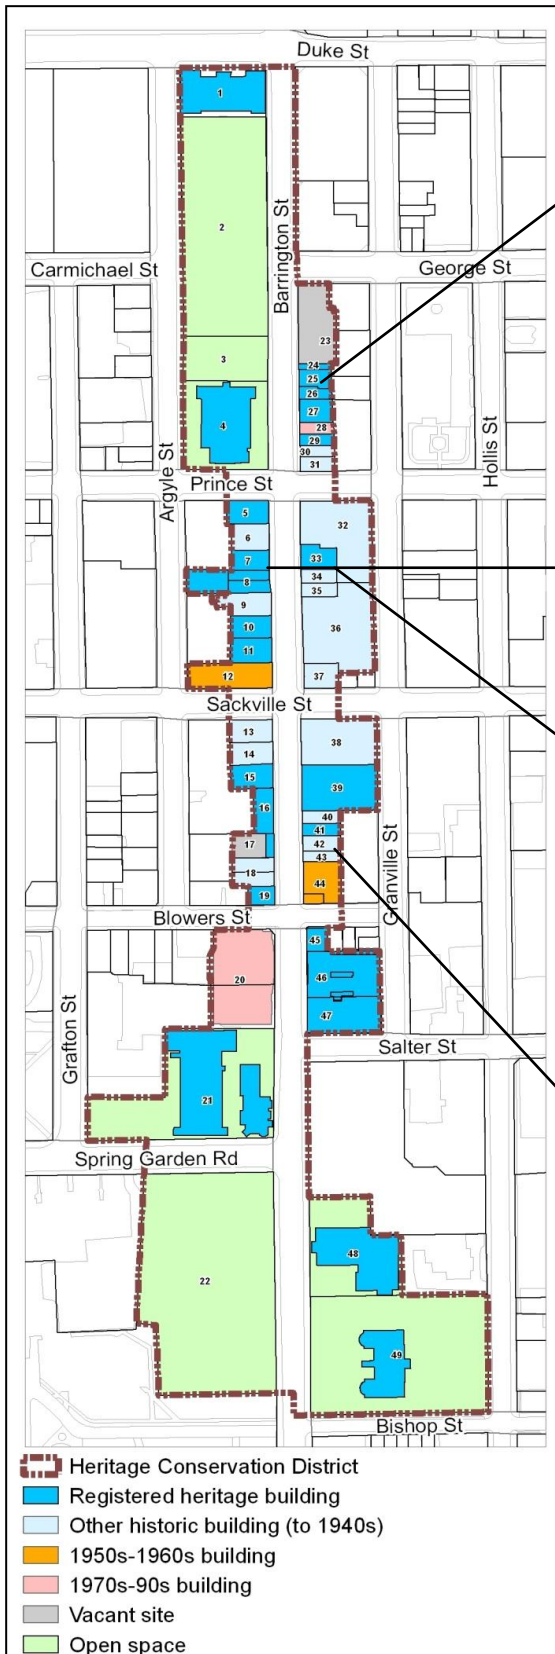 Duke St
1
2
Barrington St
Carmichael St
George St
23
3
24
25
26
27
4
28
29
30
31
Argyle St
Hollis St
Prince St
5
32
6
33
7
34
8
35
9
10
36
11
12
37
Sackville St
13
38
14
15
39
16
40
41
17
42
43
18
44
19
Granville St
Blowers St
45
20
46
47
Grafton St
Salter St
21
Spring Garden Rd
48
22
49
Bishop St
Heritage Conservation District
Registered heritage building
Other historic building (to 1940s)
1950s-1960s building
1970s-90s building
Vacant site
Open space